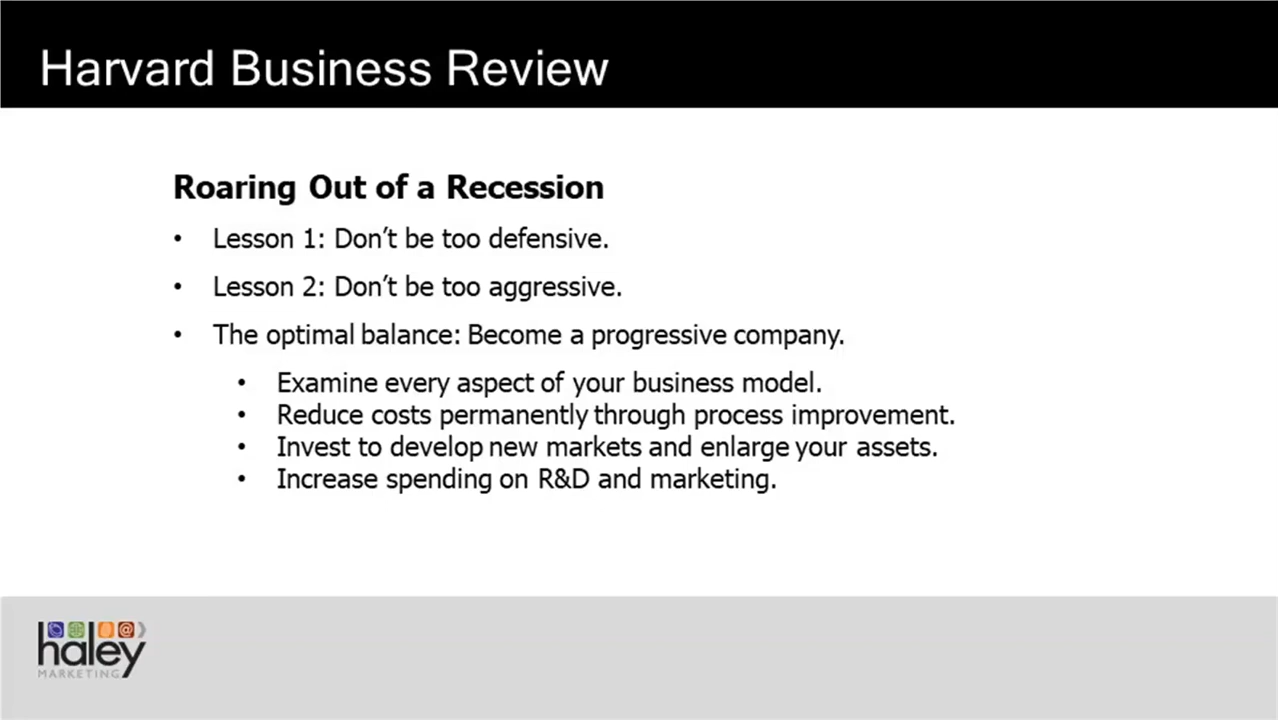 Harvard Business Review
Roaring Out of a Recession
• Lesson 1: Don’t be too defensive.
• Lesson 2: Don’t be too aggressive.
• The optimal balance: Become a progressive company.
• Examine every aspect of your business model.
• Reduce costs permanently through process improvement.
• Invest to develop new markets and enlarge your assets.
• Increase spending on R&D and marketing.
haley
MARKETING